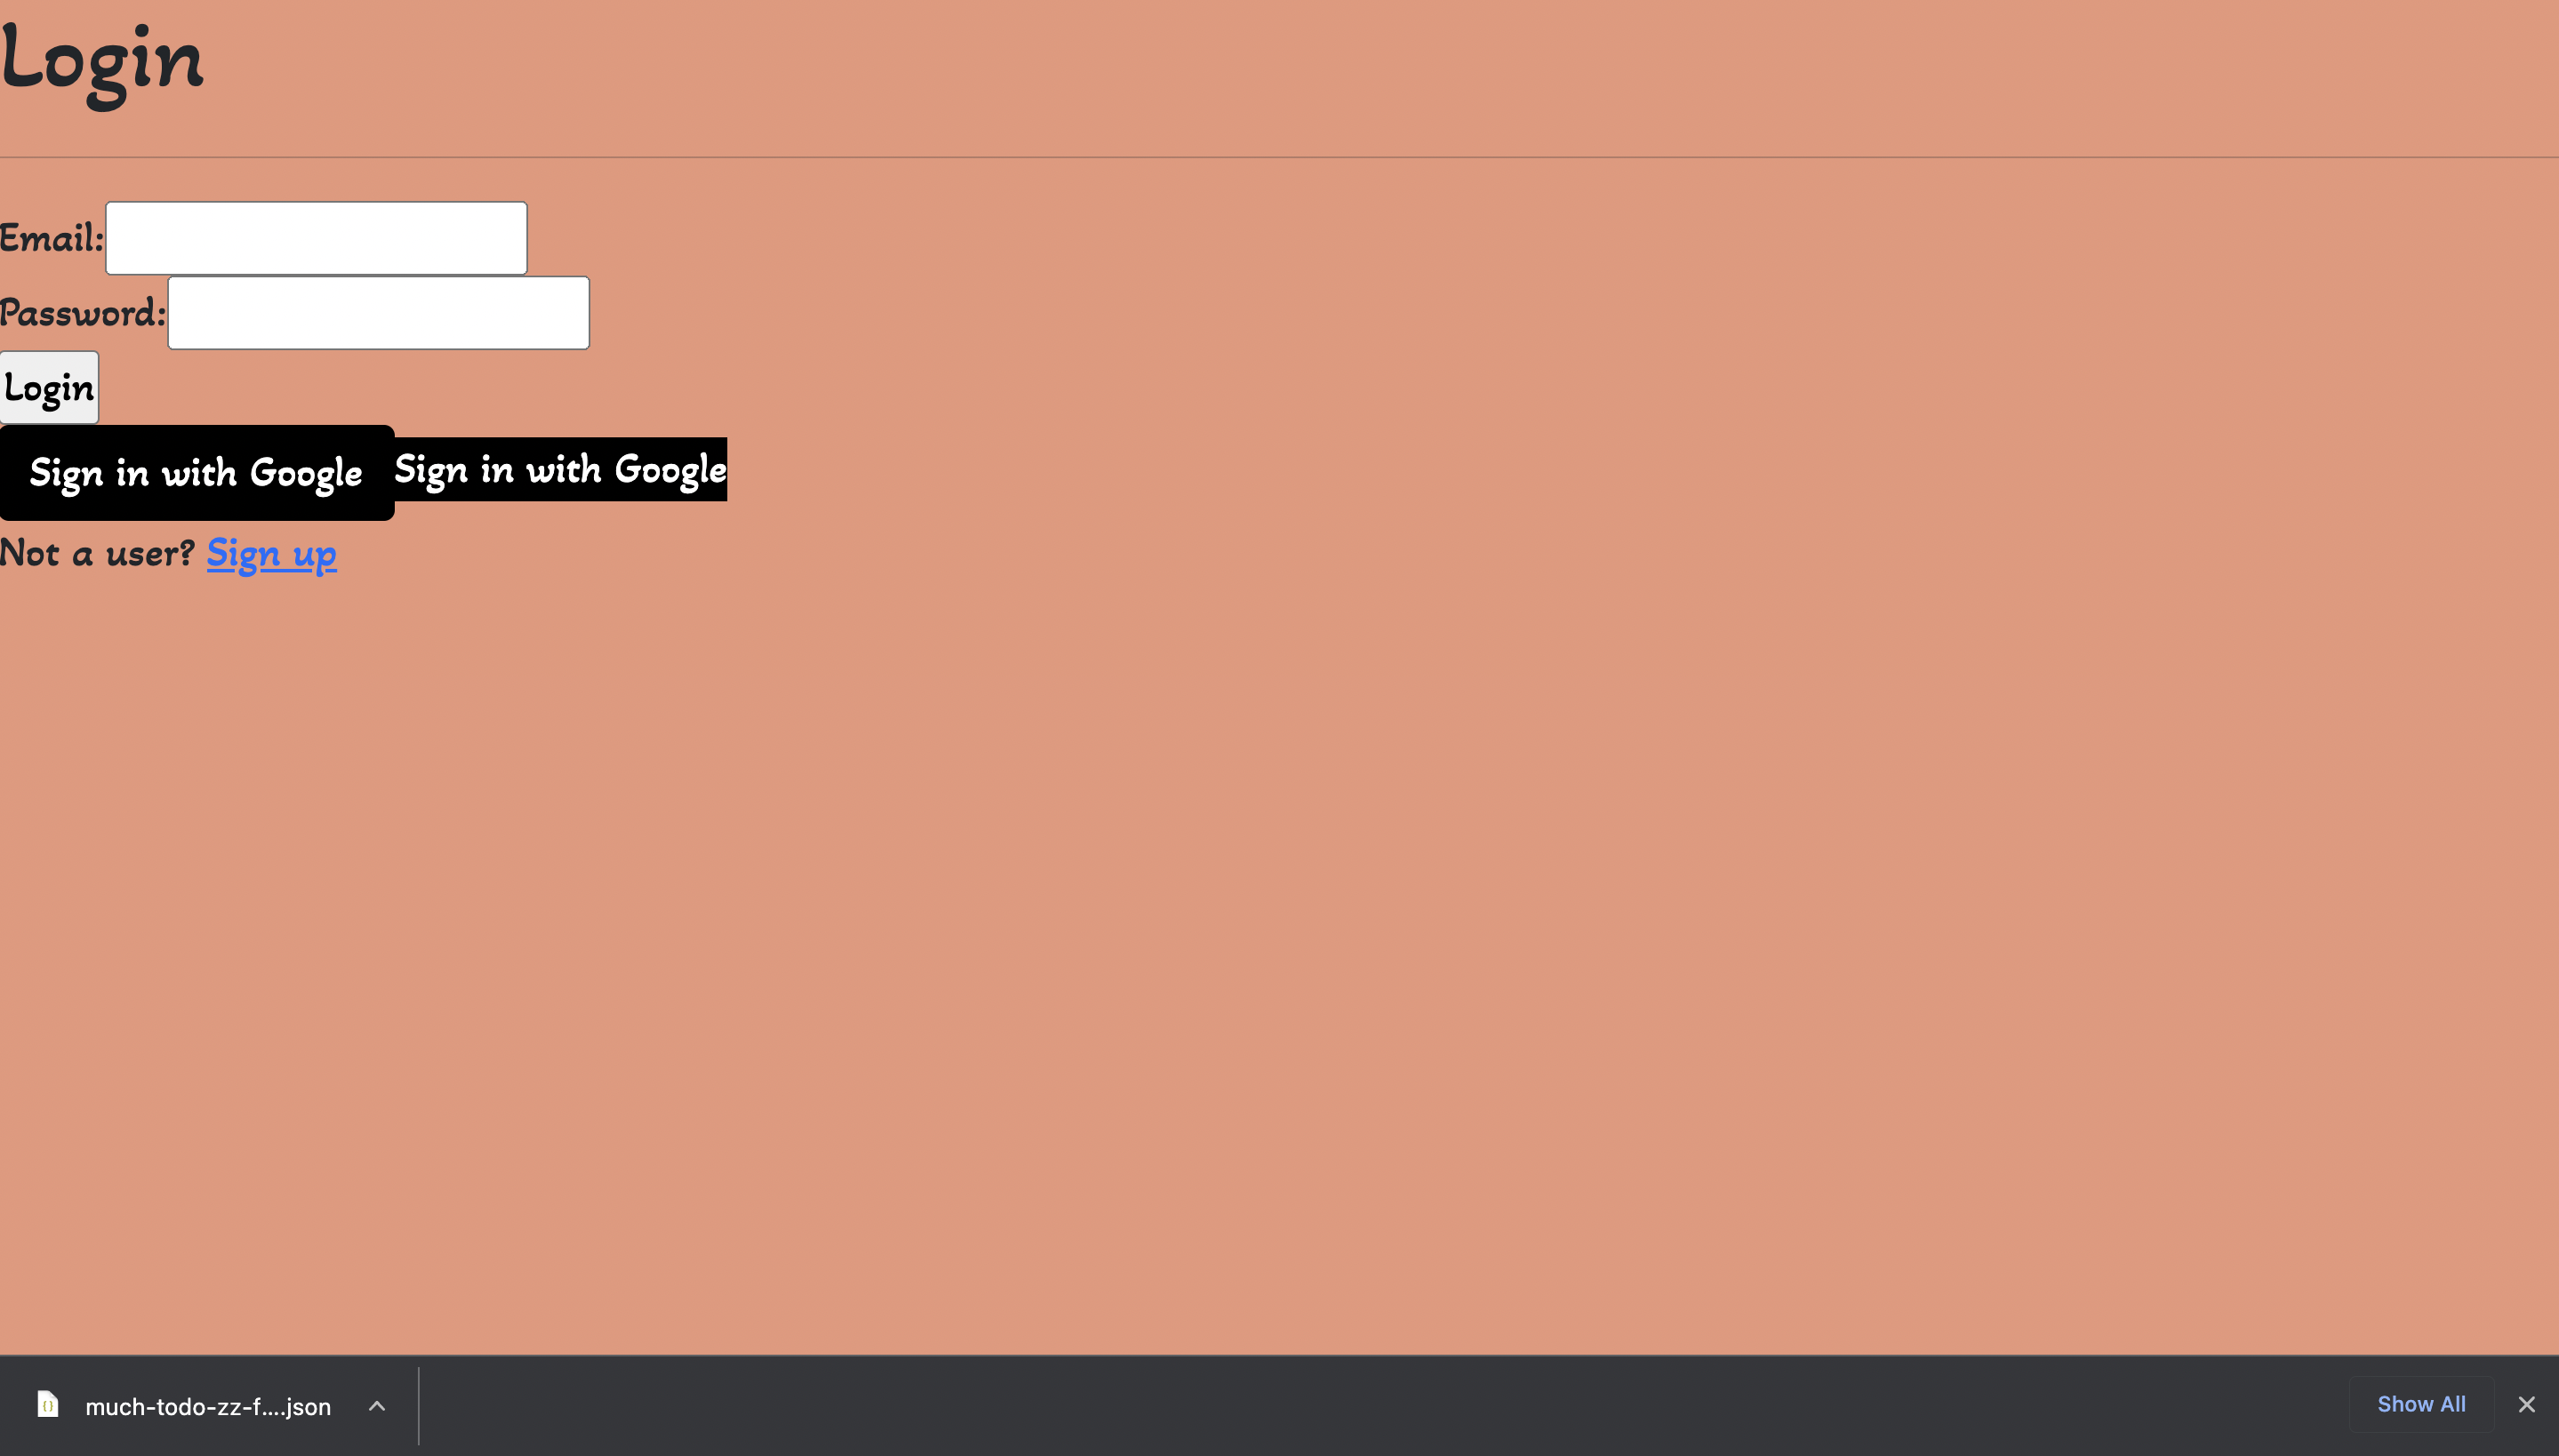 Login
Email:
Password:
Login
Sign in with Google Sign in with Google
Not a user? Sign up
much-todo-zz-f....json Show All